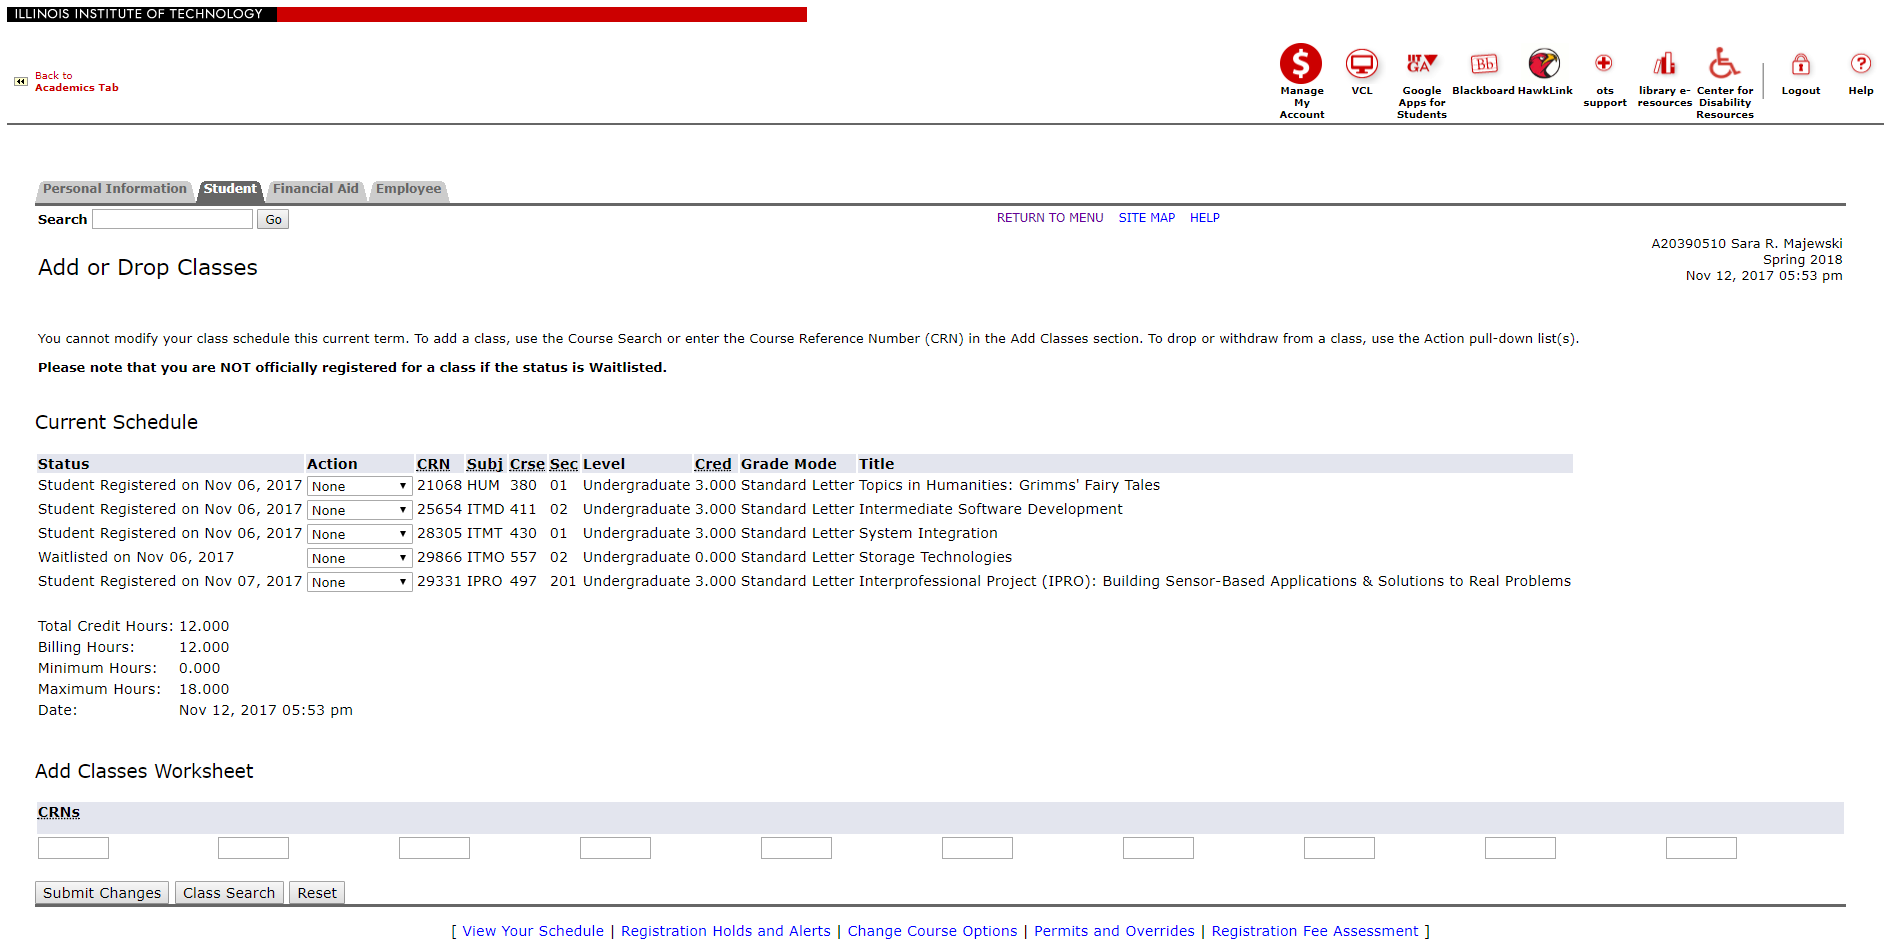 ILLINOIS INSTITUTE OF TECHNOLOGY
Back to
Academics Tab
Manage My Account
VCL
Google Apps for Students
Blackboard
HawkLink
ots support
library e-resources
Center for Disability Resources
Logout
Help
Personal Information Student Financial Aid Employee
Search Go RETURN TO MENU SITE MAP HELP
A20390510 Sara R. Majewski
Spring 2018
Nov 12, 2017 05:53 pm
Add or Drop Classes
You cannot modify your class schedule this current term. To add a class, use the Course Search or enter the Course Reference Number (CRN) in the Add Classes section. To drop or withdraw from a class, use the Action pull-down list(s).
Please note that you are NOT officially registered for a class if the status is Waitlisted.
Current Schedule
Status Action CRN Subj Crse Sec Level Cred Grade Mode Title
Student Registered on Nov 06, 2017 None 21068 HUM 380 01 Undergraduate 3.000 Standard Letter Topics in Humanities: Grimms' Fairy Tales
Student Registered on Nov 06, 2017 None 25654 ITMD 411 02 Undergraduate 3.000 Standard Letter Intermediate Software Development
Student Registered on Nov 06, 2017 None 28305 ITMT 430 01 Undergraduate 3.000 Standard Letter System Integration
Waitlisted on Nov 06, 2017 None 29866 ITMO 557 02 Undergraduate 0.000 Standard Letter Storage Technologies
Student Registered on Nov 07, 2017 None 29331 IPRO 497 201 Undergraduate 3.000 Standard Letter Interprofessional Project (IPRO): Building Sensor-Based Applications & Solutions to Real Problems
Total Credit Hours: 12.000
Billing Hours: 12.000
Minimum Hours: 0.000
Maximum Hours: 18.000
Date: Nov 12, 2017 05:53 pm
Add Classes Worksheet
CRNs
Submit Changes Class Search Reset
[ View Your Schedule | Registration Holds and Alerts | Change Course Options | Permits and Overrides | Registration Fee Assessment ]